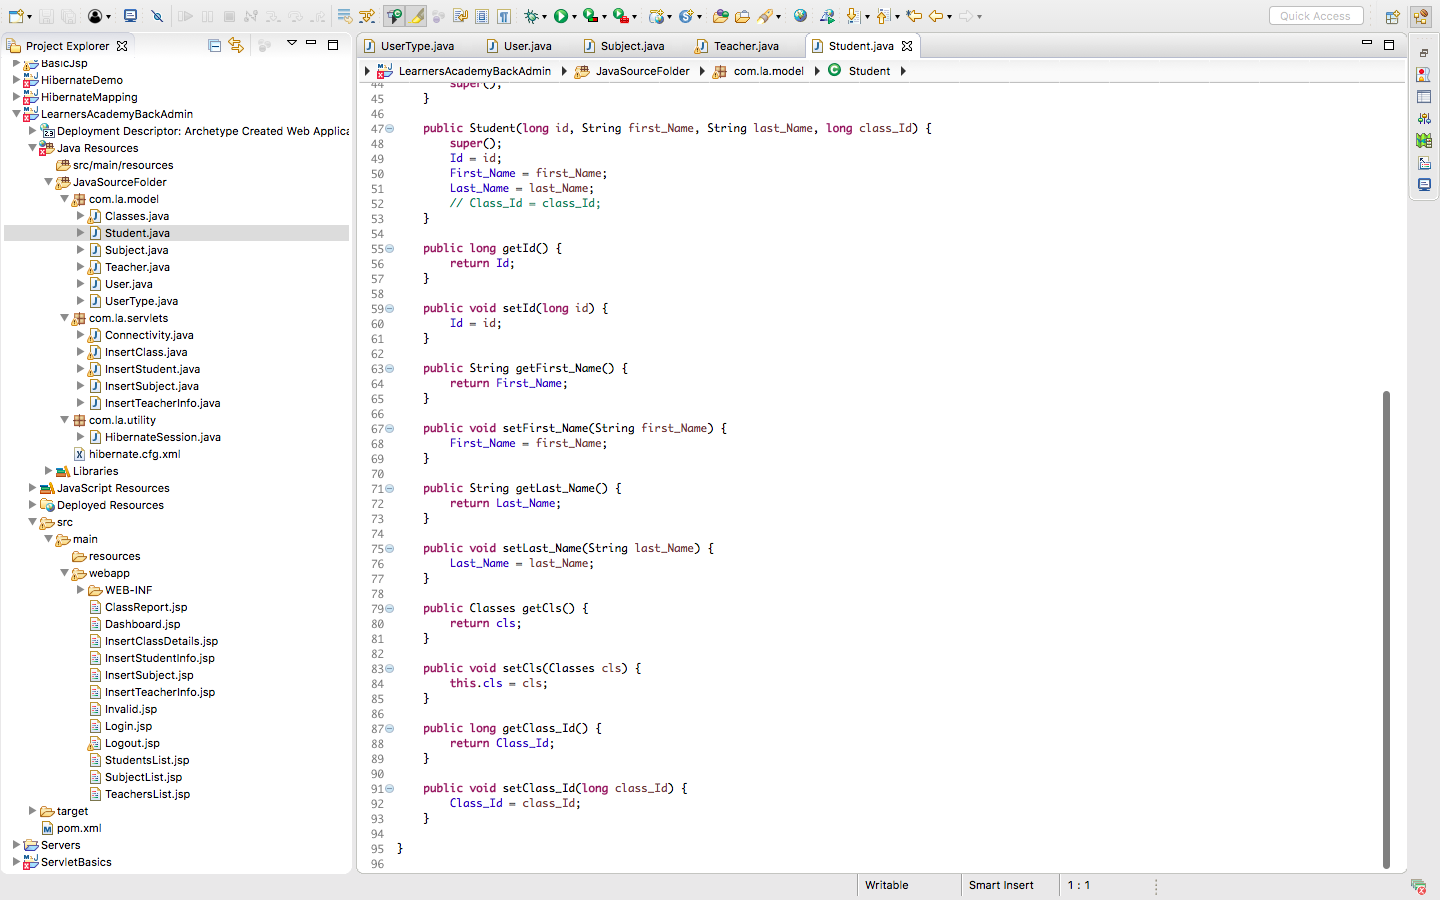 Quick Access
Project Explorer
UserType.java
User.java
Subject.java
Teacher.java
Student.java
LearnersAcademyBackAdmin
JavaSourceFolder
com.la.model
Student
BasicJsp
HibernateDemo
HibernateMapping
LearnersAcademyBackAdmin
Deployment Descriptor: Archetype Created Web Applica
Java Resources
src/main/resources
JavaSourceFolder
com.la.model
Classes.java
Student.java
Subject.java
Teacher.java
User.java
UserType.java
com.la.servlets
Connectivity.java
InsertClass.java
InsertStudent.java
InsertSubject.java
InsertTeacherInfo.java
com.la.utility
HibernateSession.java
hibernate.cfg.xml
Libraries
JavaScript Resources
Deployed Resources
src
main
resources
webapp
WEB-INF
ClassReport.jsp
Dashboard.jsp
InsertClassDetails.jsp
InsertStudentInfo.jsp
InsertSubject.jsp
InsertTeacherInfo.jsp
Invalid.jsp
Login.jsp
Logout.jsp
StudentsList.jsp
SubjectList.jsp
TeachersList.jsp
target
pom.xml
Servers
ServletBasics
44 super();
45 }
46
47 public Student(long id, String first_Name, String last_Name, long class_Id) {
48 super();
49 Id = id;
50 First_Name = first_Name;
51 Last_Name = last_Name;
52 // Class_Id = class_Id;
53 }
54
55 public long getId() {
56 return Id;
57 }
58
59 public void setId(long id) {
60 Id = id;
61 }
62
63 public String getFirst_Name() {
64 return First_Name;
65 }
66
67 public void setFirst_Name(String first_Name) {
68 First_Name = first_Name;
69 }
70
71 public String getLast_Name() {
72 return Last_Name;
73 }
74
75 public void setLast_Name(String last_Name) {
76 Last_Name = last_Name;
77 }
78
79 public Classes getCls() {
80 return cls;
81 }
82
83 public void setCls(Classes cls) {
84 this.cls = cls;
85 }
86
87 public long getClass_Id() {
88 return Class_Id;
89 }
90
91 public void setClass_Id(long class_Id) {
92 Class_Id = class_Id;
93 }
94
95 }
96
Writable
Smart Insert
1 : 1